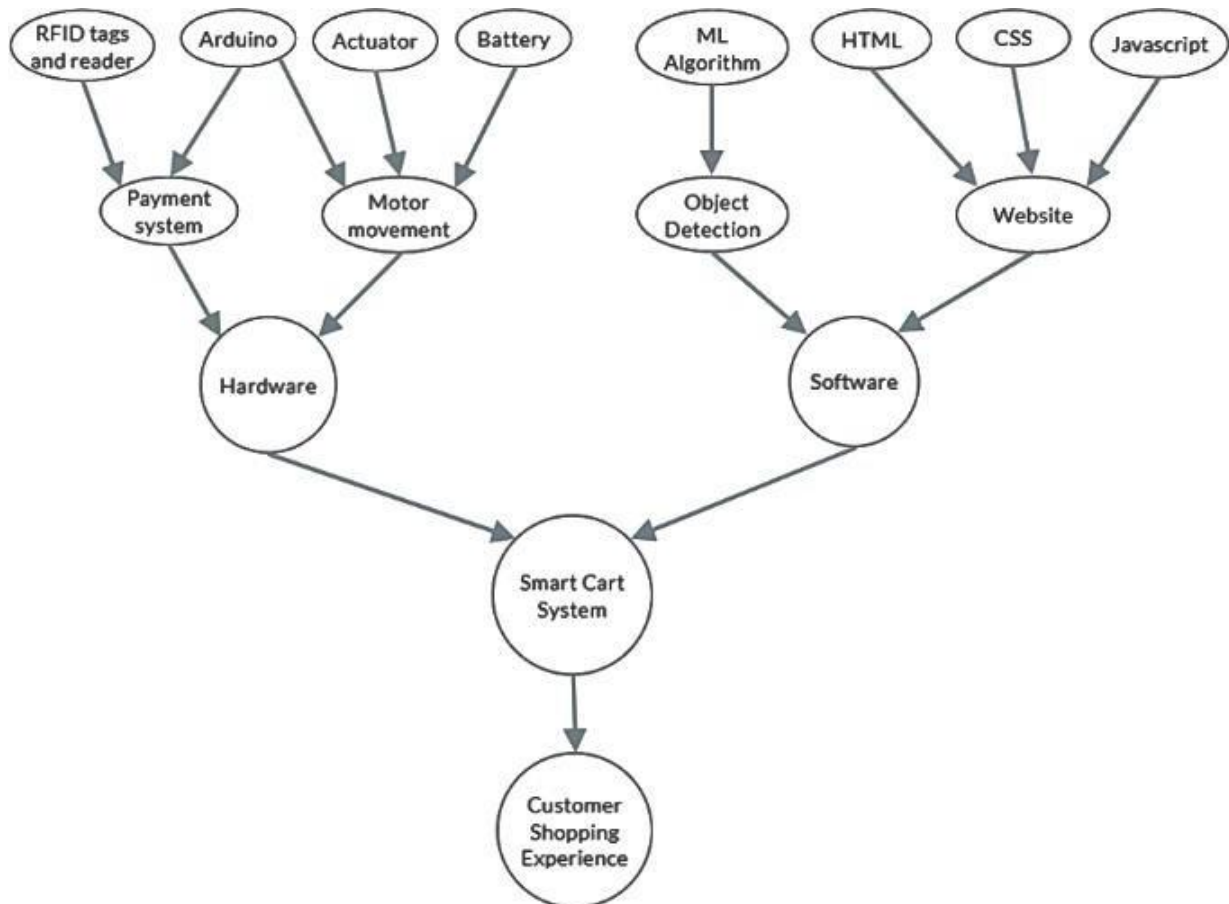 RFID tags
and reader
Arduino
Actuator
Battery
ML
Algorithm
HTML
CSS
Javascript
Payment
system
Motor
movement
Object
Detection
Website
Hardware
Software
Smart Cart
System
Customer
Shopping
Experience